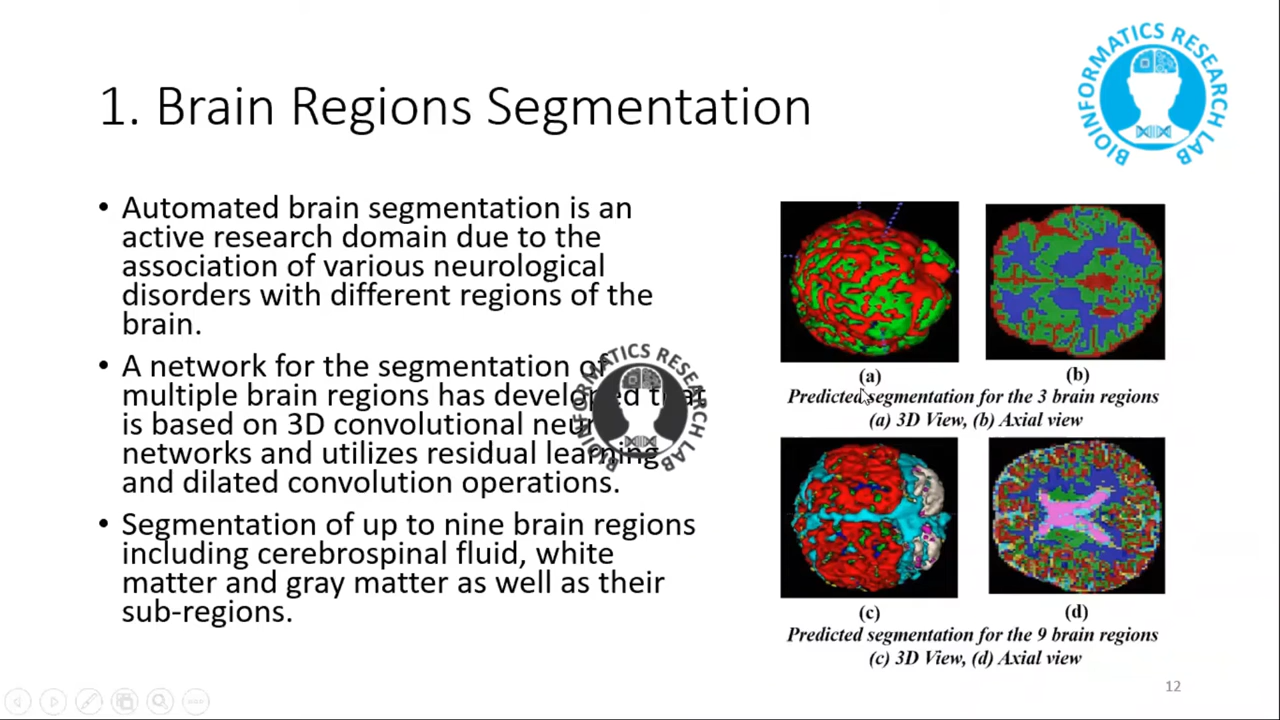 1. Brain Regions Segmentation
BIOINFORMATICS RESEARCH LAB
• Automated brain segmentation is an
active research domain due to the
association of various neurological
disorders with different regions of the
brain.
• A network for the segmentation of
multiple brain regions has developed that
is based on 3D convolutional neural
networks and utilizes residual learning
and dilated convolution operations.
• Segmentation of up to nine brain regions
including cerebrospinal fluid, white
matter and gray matter as well as their
sub-regions.
BIOINFORMATICS RESEARCH LAB
(a)
(b)
Predicted segmentation for the 3 brain regions
(a) 3D View, (b) Axial view
(c)
(d)
Predicted segmentation for the 9 brain regions
(c) 3D View, (d) Axial view
12